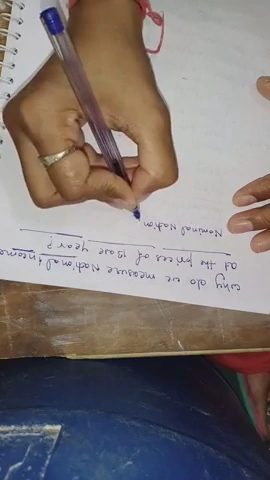 Why do we measure National income
at the prices of base year?
Nominal Nation